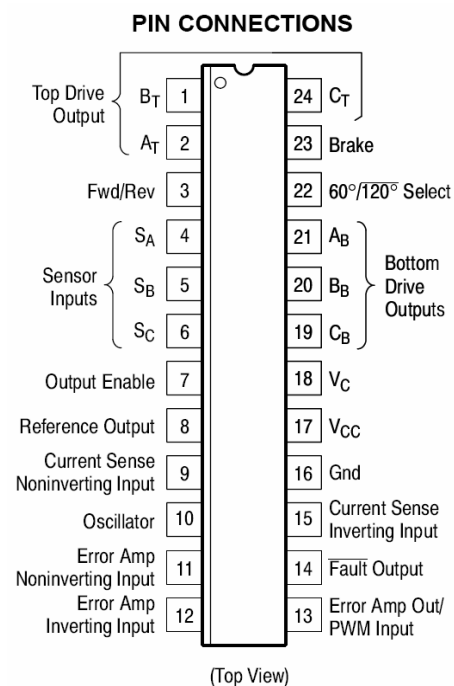 PIN CONNECTIONS
Top Drive
Output
B_T 1
A_T 2
Fwd/Rev 3
Sensor
Inputs
S_A 4
S_B 5
S_C 6
Output Enable 7
Reference Output 8
Current Sense
Noninverting Input 9
Oscillator 10
Error Amp
Noninverting Input 11
Error Amp
Inverting Input 12
24 C_T
23 Brake
22 60°/1̅2̅0̅°̅ Select
21 A_B
20 B_B
19 C_B
Bottom
Drive
Outputs
18 V_C
17 V_CC
16 Gnd
15 Current Sense
Inverting Input
14 F̅a̅u̅l̅t̅ Output
13 Error Amp Out/
PWM Input
(Top View)